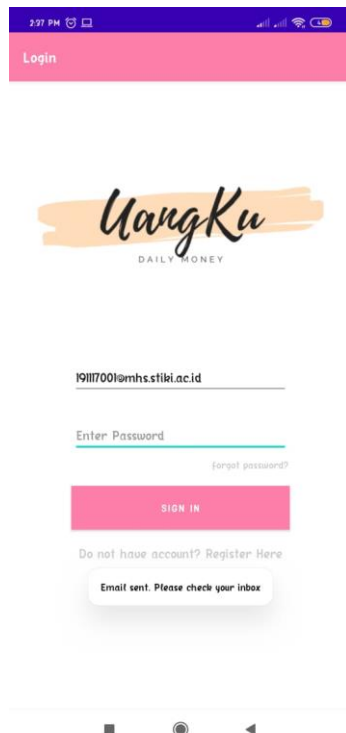 2:27 PM
Login
UangKu
DAILY MONEY
191117001@mhs.stiki.ac.id
Enter Password
forgot password?
SIGN IN
Do not have account? Register Here
Email sent. Please check your inbox